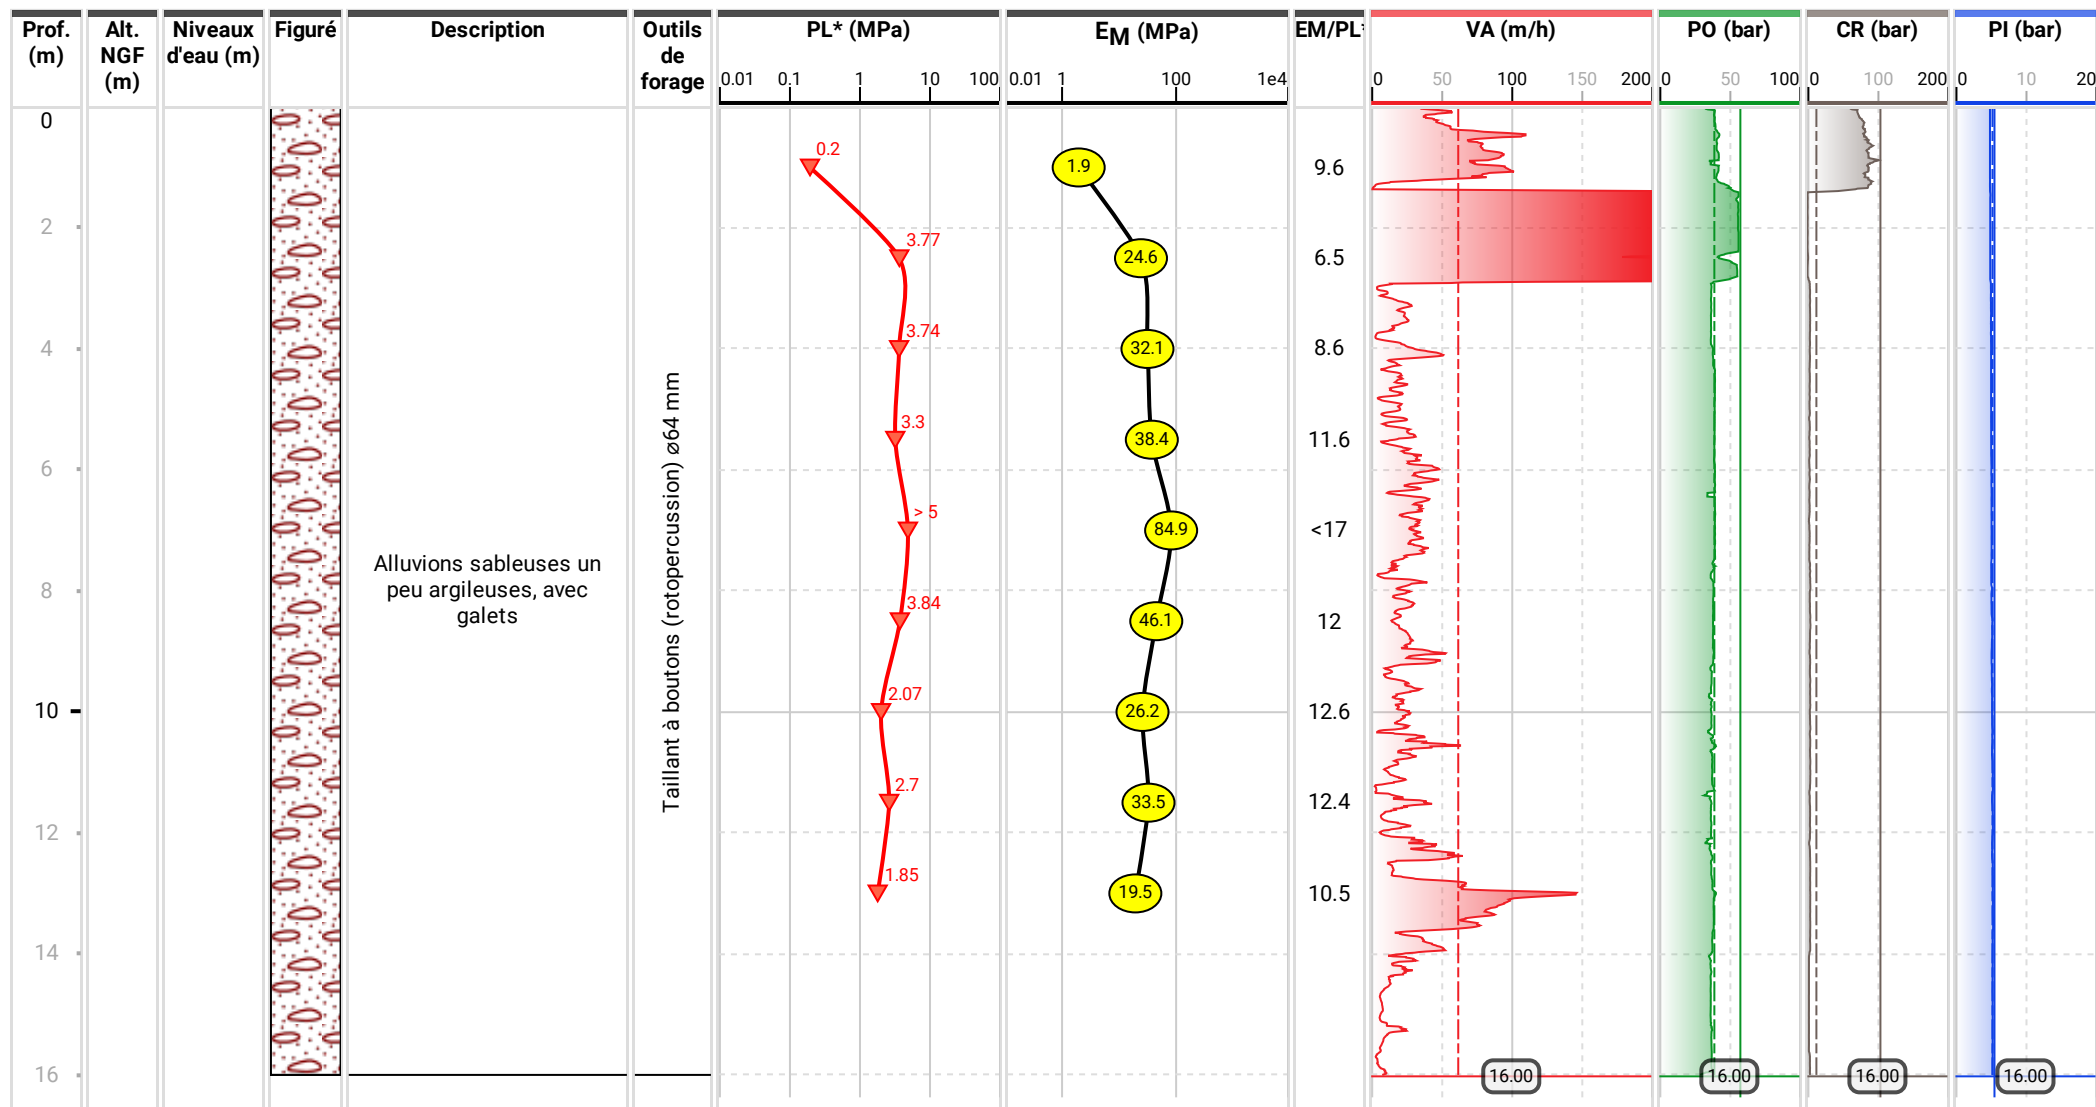 Prof. (m)
Alt. NGF (m)
Niveaux d'eau (m)
Figuré
Description
Outils de forage
PL* (MPa)
0.01 0.1 1 10 100
EM (MPa)
0.01 1 100 1e4
EM/PL*
VA (m/h)
0 50 100 150 200
PO (bar)
0 50 100
CR (bar)
0 100 200
PI (bar)
0 10 20
0
2
4
6
8
10
12
14
16
Alluvions sableuses un
peu argileuses, avec
galets
Taillant à boutons (rotopercussion) ø64 mm
0.2
3.77
3.74
3.3
> 5
3.84
2.07
2.7
1.85
1.9
24.6
32.1
38.4
84.9
46.1
26.2
33.5
19.5
9.6
6.5
8.6
11.6
<17
12
12.6
12.4
10.5
16.00
16.00
16.00
16.00